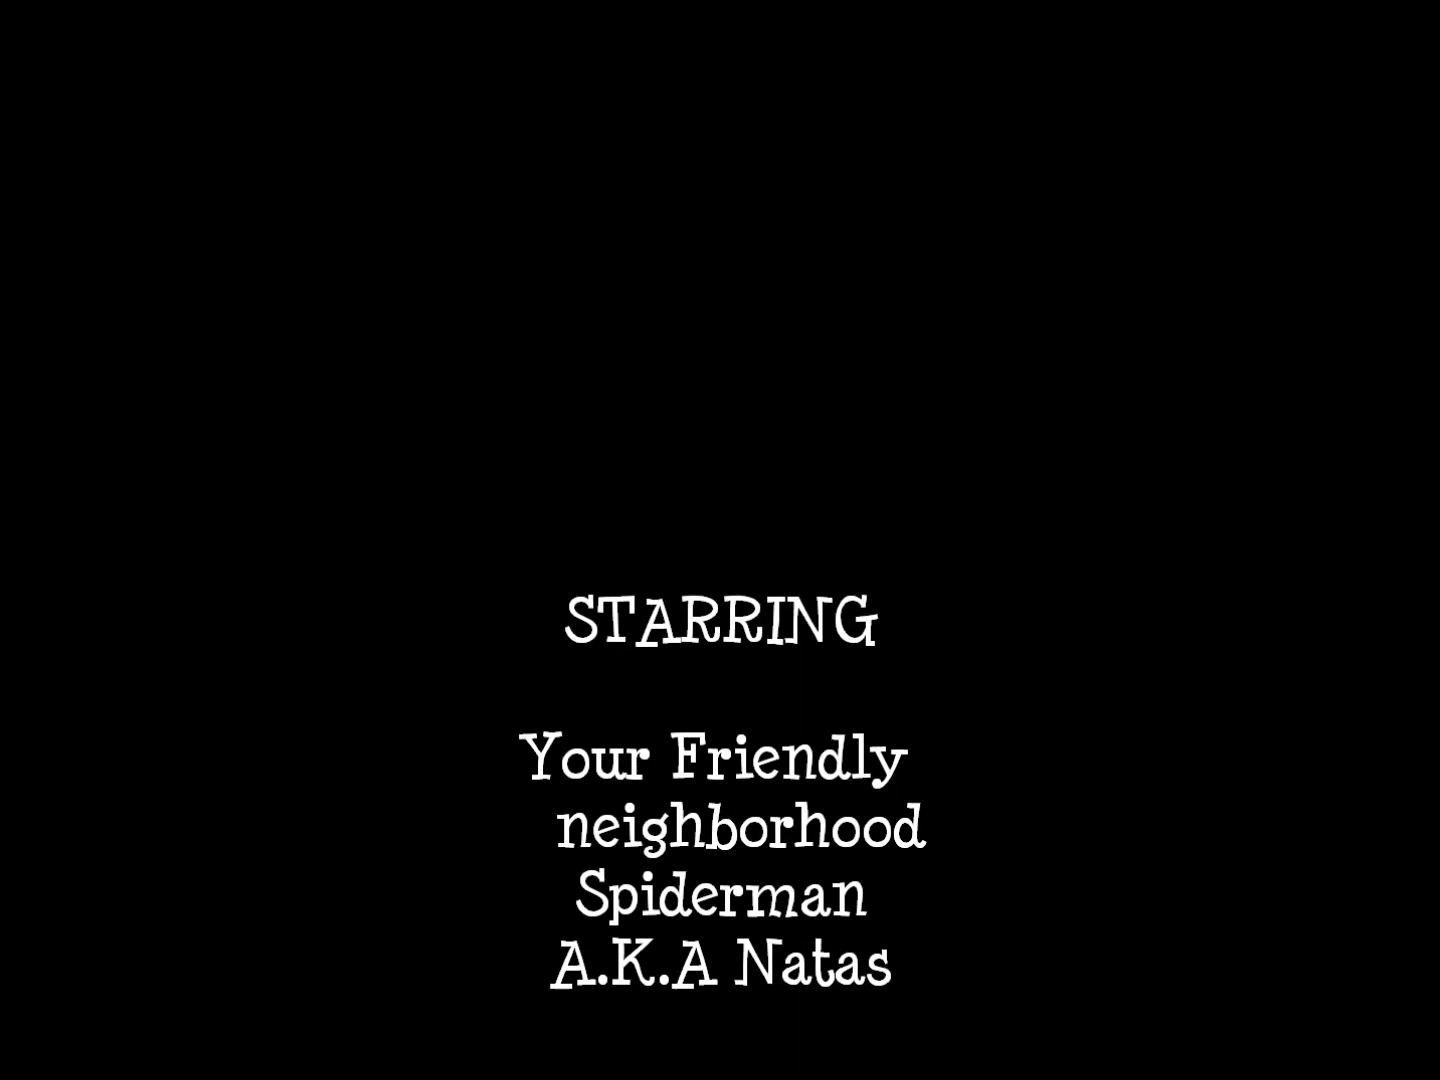 STARRING
Your Friendly
neighborhood
Spiderman
A.K.A Natas